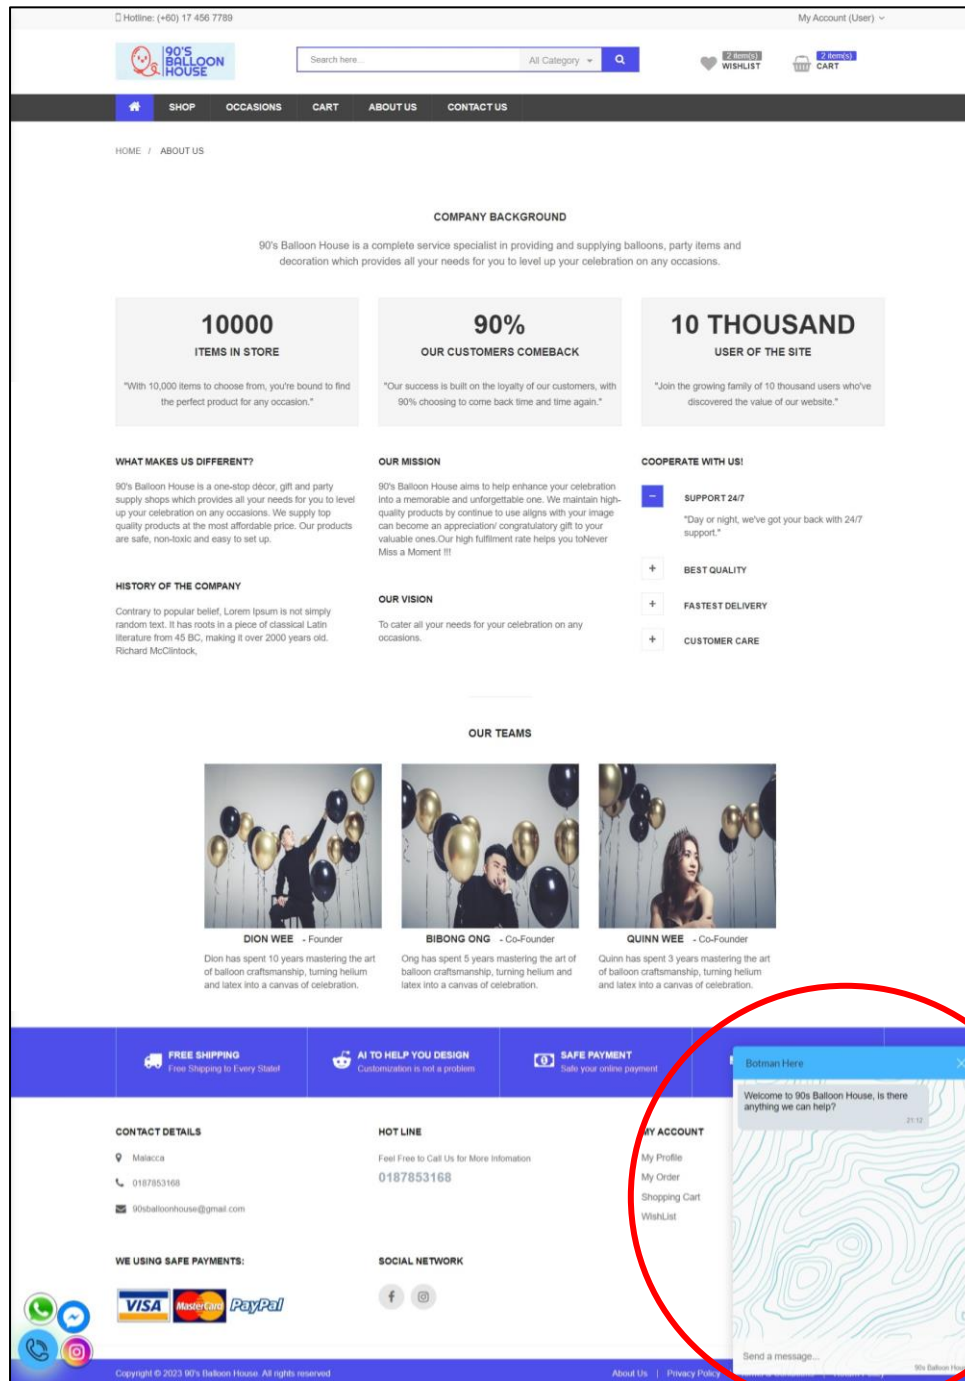 Hotline: (+60) 17 456 7789
My Account (User)
90'S
BALLOON
HOUSE
Search here...
All Category
2 item(s)
WISHLIST
2 item(s)
CART
SHOP
OCCASIONS
CART
ABOUT US
CONTACT US
HOME / ABOUT US
COMPANY BACKGROUND
90's Balloon House is a complete service specialist in providing and supplying balloons, party items and
decoration which provides all your needs for you to level up your celebration on any occasions.
10000
ITEMS IN STORE
"With 10,000 items to choose from, you're bound to find
the perfect product for any occasion."
90%
OUR CUSTOMERS COMEBACK
"Our success is built on the loyalty of our customers, with
90% choosing to come back time and time again."
10 THOUSAND
USER OF THE SITE
"Join the growing family of 10 thousand users who've
discovered the value of our website."
WHAT MAKES US DIFFERENT?
90's Balloon House is a one-stop décor, gift and party
supply shops which provides all your needs for you to level
up your celebration on any occasions. We supply top
quality products at the most affordable price. Our products
are safe, non-toxic and easy to set up.
HISTORY OF THE COMPANY
Contrary to popular belief, Lorem Ipsum is not simply
random text. It has roots in a piece of classical Latin
literature from 45 BC, making it over 2000 years old.
Richard McClintock,
OUR MISSION
90's Balloon House aims to help enhance your celebration
into a memorable and unforgettable one. We maintain high-
quality products by continue to use aligns with your image
can become an appreciation/ congratulatory gift to your
valuable ones.Our high fulfilment rate helps you toNever
Miss a Moment !!!
OUR VISION
To cater all your needs for your celebration on any
occasions.
COOPERATE WITH US!
SUPPORT 24/7
"Day or night, we've got your back with 24/7
support."
BEST QUALITY
FASTEST DELIVERY
CUSTOMER CARE
OUR TEAMS
DION WEE - Founder
Dion has spent 10 years mastering the art
of balloon craftsmanship, turning helium
and latex into a canvas of celebration.
BIBONG ONG - Co-Founder
Ong has spent 5 years mastering the art of
balloon craftsmanship, turning helium and
latex into a canvas of celebration.
QUINN WEE - Co-Founder
Quinn has spent 3 years mastering the art
of balloon craftsmanship, turning helium
and latex into a canvas of celebration.
FREE SHIPPING
Free Shipping to Every State!
AI TO HELP YOU DESIGN
Customization is not a problem
SAFE PAYMENT
Safe your online payment
Botman Here
Welcome to 90s Balloon House, is there
anything we can help?
21:12
CONTACT DETAILS
Malacca
0187853168
90sballoonhouse@gmail.com
HOT LINE
Feel Free to Call Us for More Infomation
0187853168
MY ACCOUNT
My Profile
My Order
Shopping Cart
WishList
WE USING SAFE PAYMENTS:
VISA
MasterCard
PayPal
SOCIAL NETWORK
Send a message...
90s Balloon
Copyright © 2023 90's Balloon House. All rights reserved
About Us | Privacy Policy